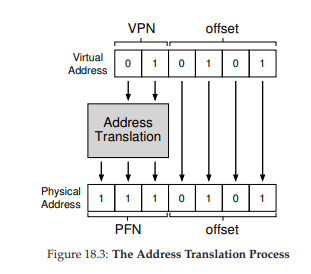 VPN offset
Virtual Address 0 1 0 1 0 1
Address
Translation
Physical Address 1 1 1 0 1 0 1
PFN offset
Figure 18.3: The Address Translation Process